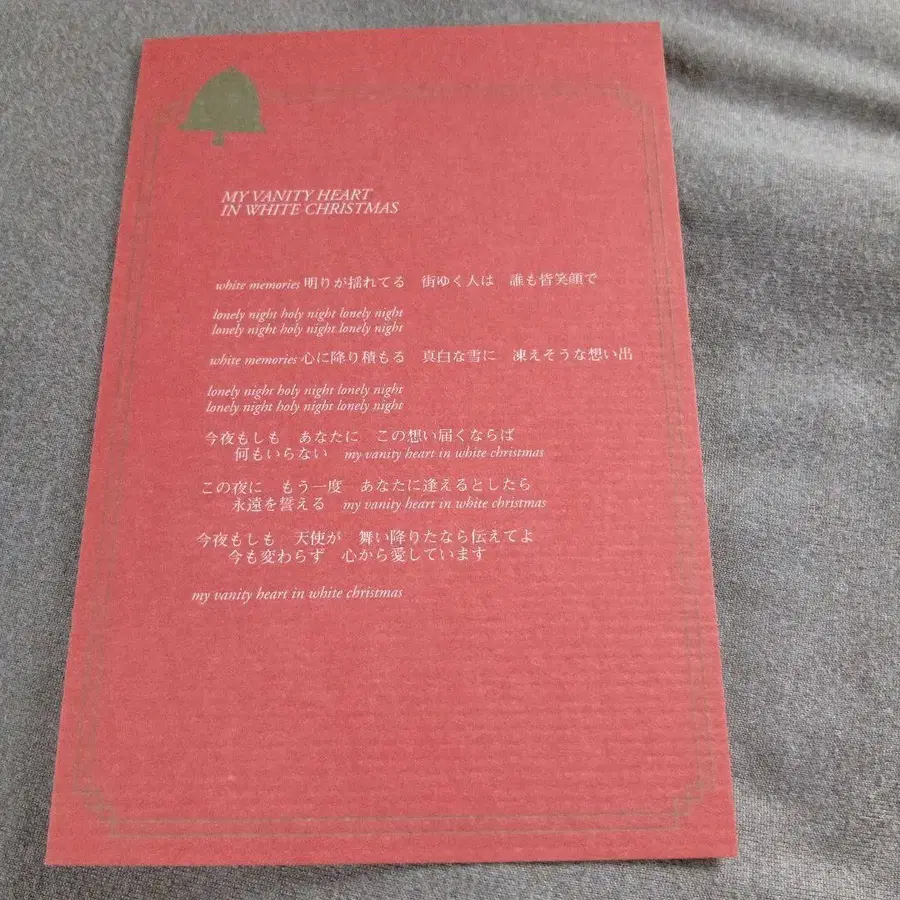 MY VANITY HEART
IN WHITE CHRISTMAS
white memories 明りが揺れてる　街ゆく人は　誰も皆笑顔で
lonely night holy night lonely night
lonely night holy night lonely night
white memories 心に降り積もる　真白な雪に　凍えそうな想い出
lonely night holy night lonely night
lonely night holy night lonely night
今夜もしも　あなたに　この想い届くならば
何もいらない　my vanity heart in white christmas
この夜に　もう一度　あなたに逢えるとしたら
永遠を誓える　my vanity heart in white christmas
今夜もしも　天使が　舞い降りたなら伝えてよ
今も変わらず　心から愛しています
my vanity heart in white christmas